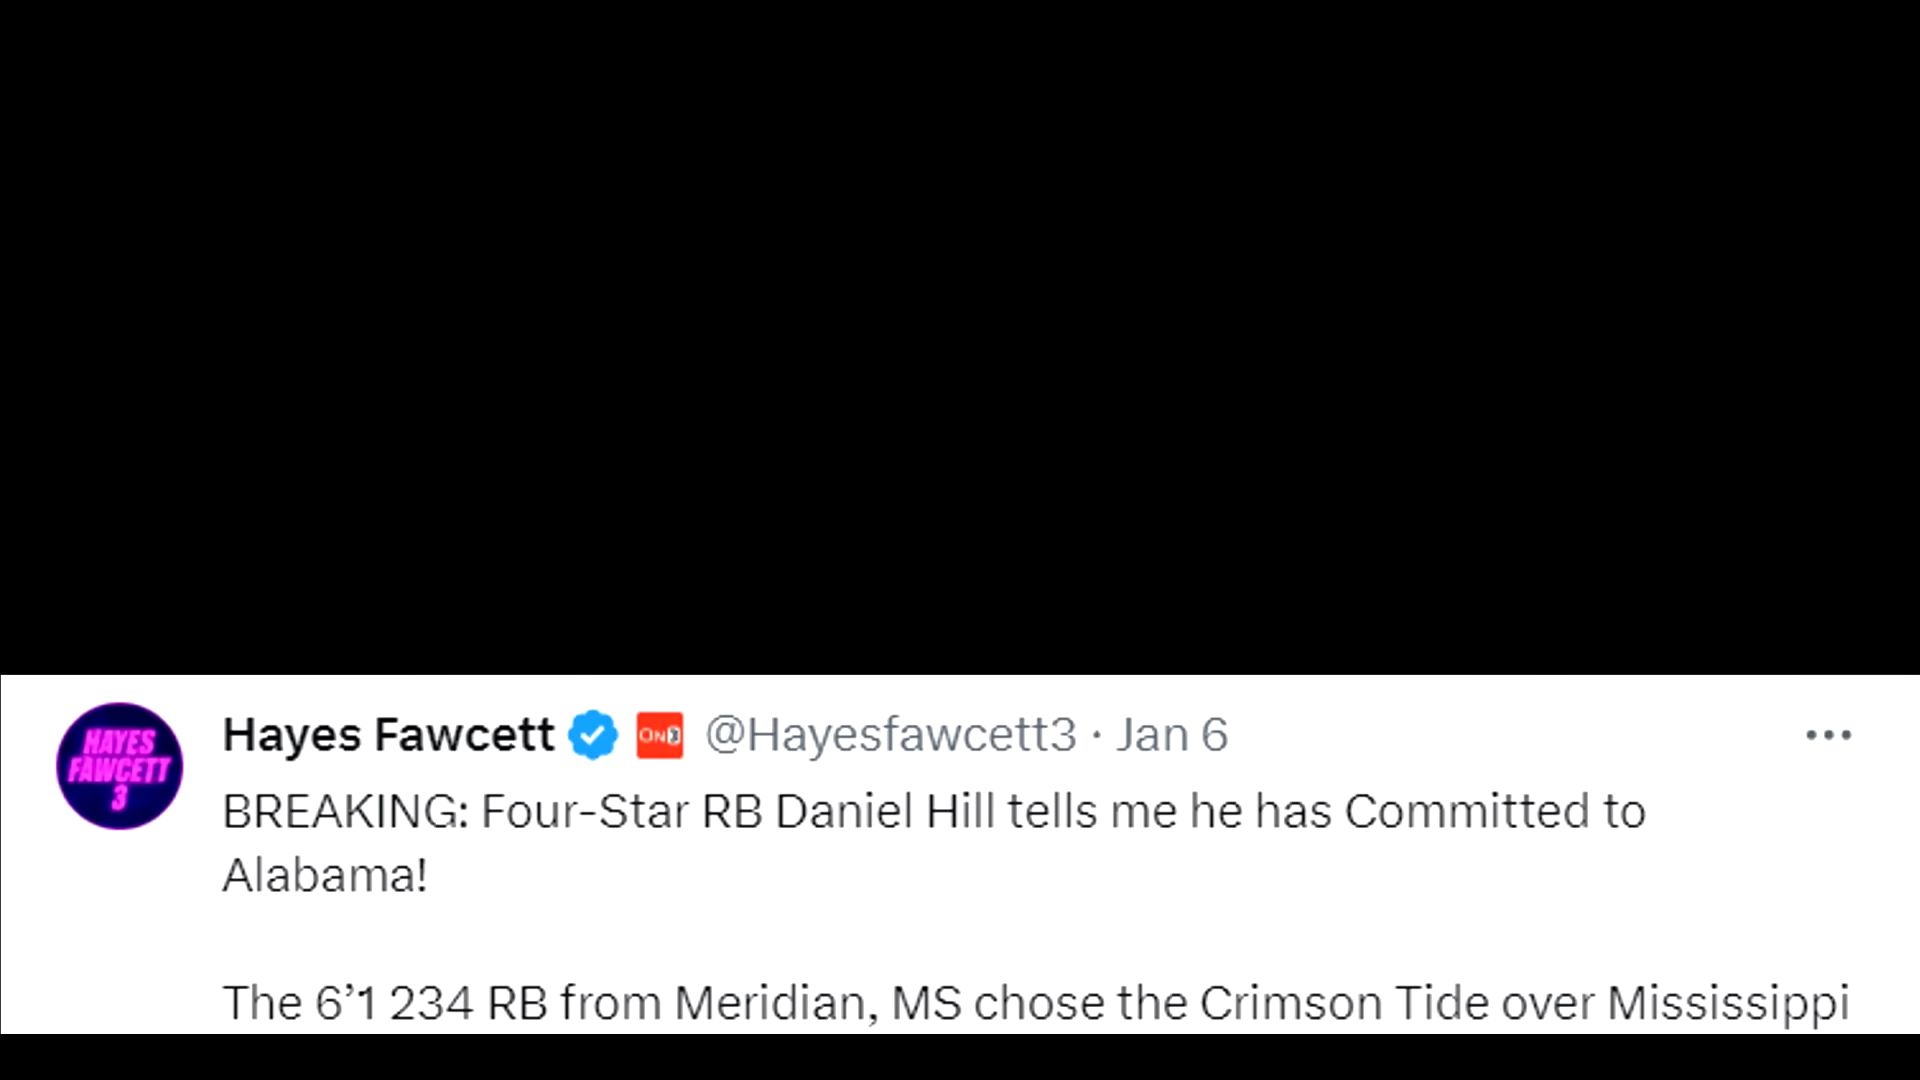 HAYES
FAWCETT
3
Hayes Fawcett ON3 @Hayesfawcett3 · Jan 6
BREAKING: Four-Star RB Daniel Hill tells me he has Committed to
Alabama!
The 6’1 234 RB from Meridian, MS chose the Crimson Tide over Mississippi